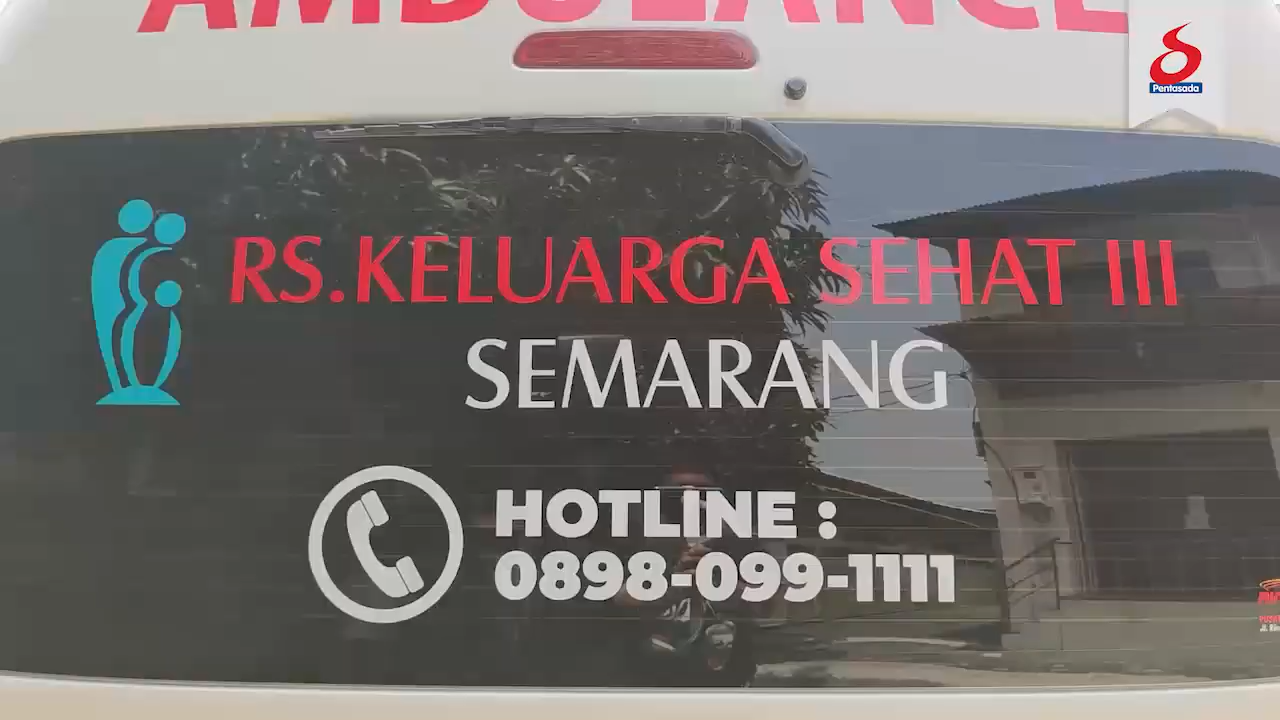 AMBULANCE
Pentasada
RS.KELUARGA SEHAT III
SEMARANG
HOTLINE :
0898-099-1111